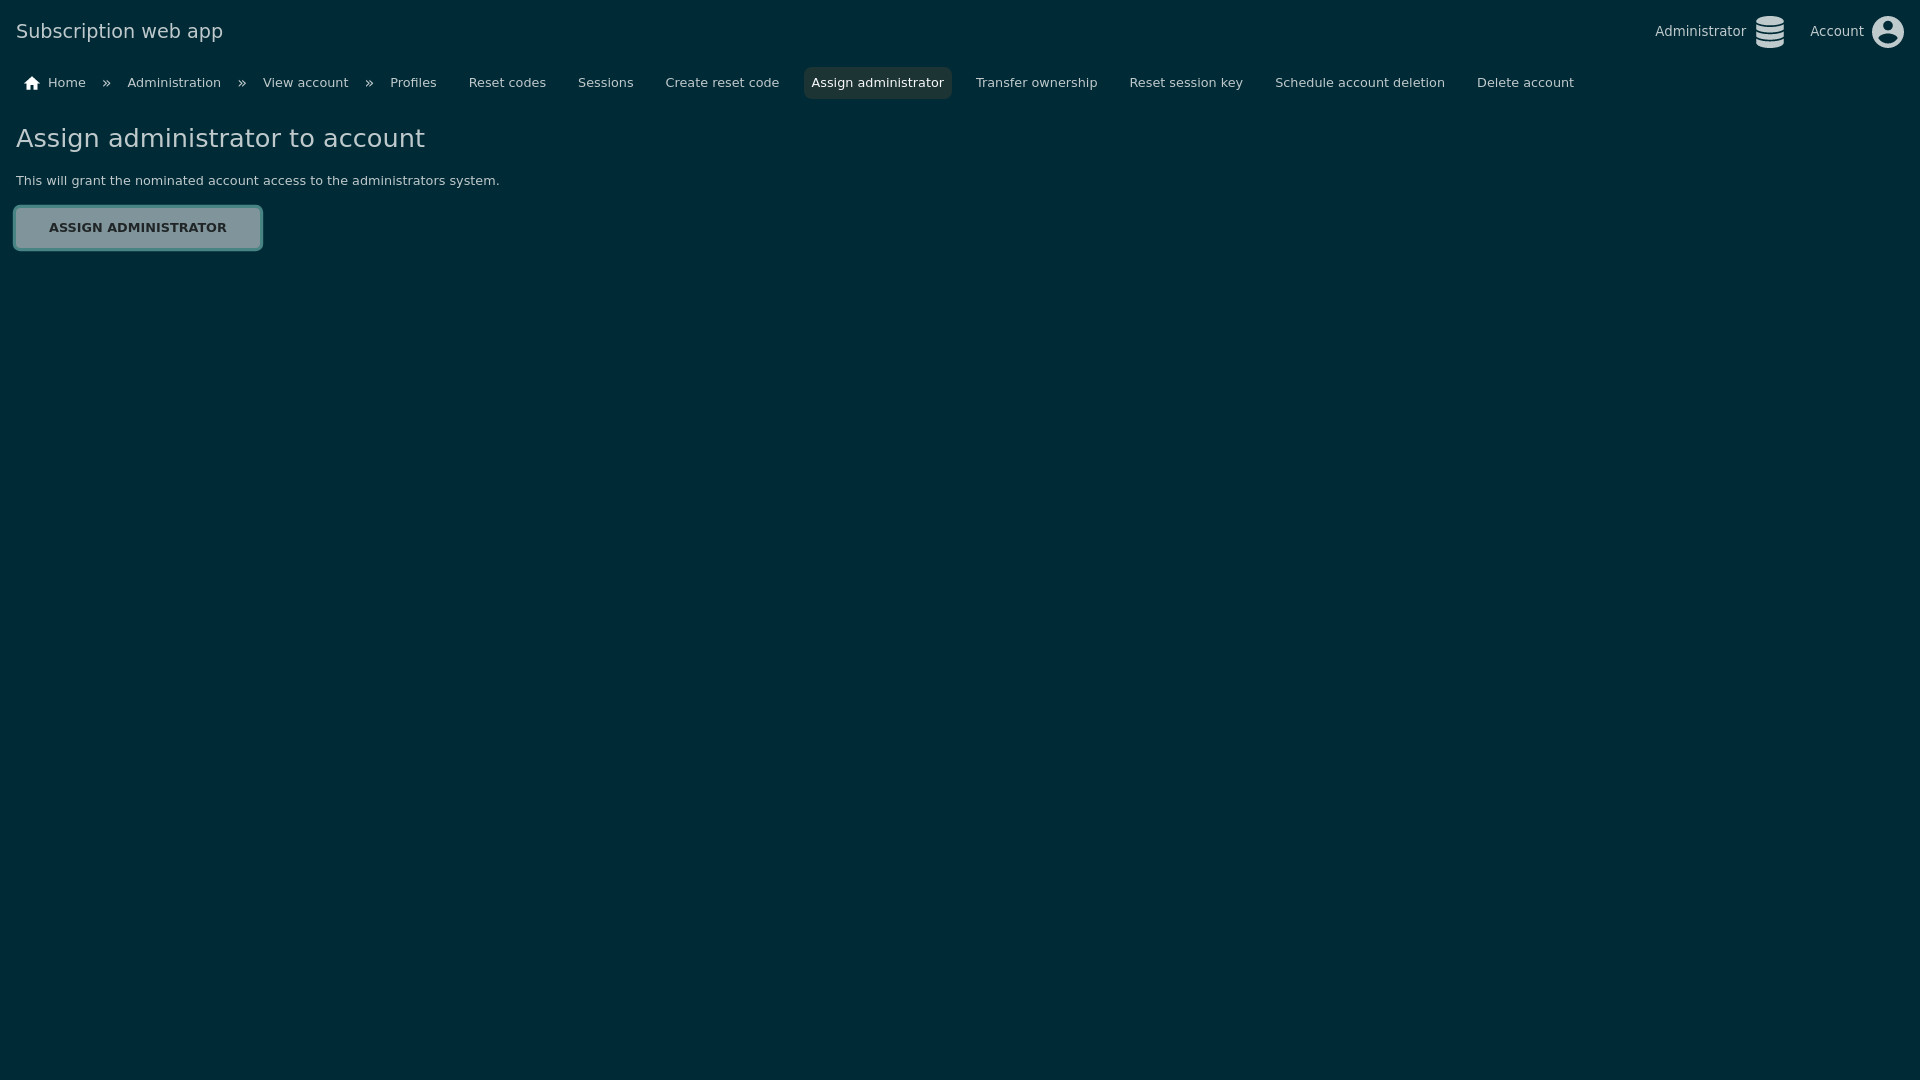 Subscription web app
Administrator
Account
Home » Administration » View account » Profiles Reset codes Sessions Create reset code Assign administrator Transfer ownership Reset session key Schedule account deletion Delete account
Assign administrator to account
This will grant the nominated account access to the administrators system.
ASSIGN ADMINISTRATOR